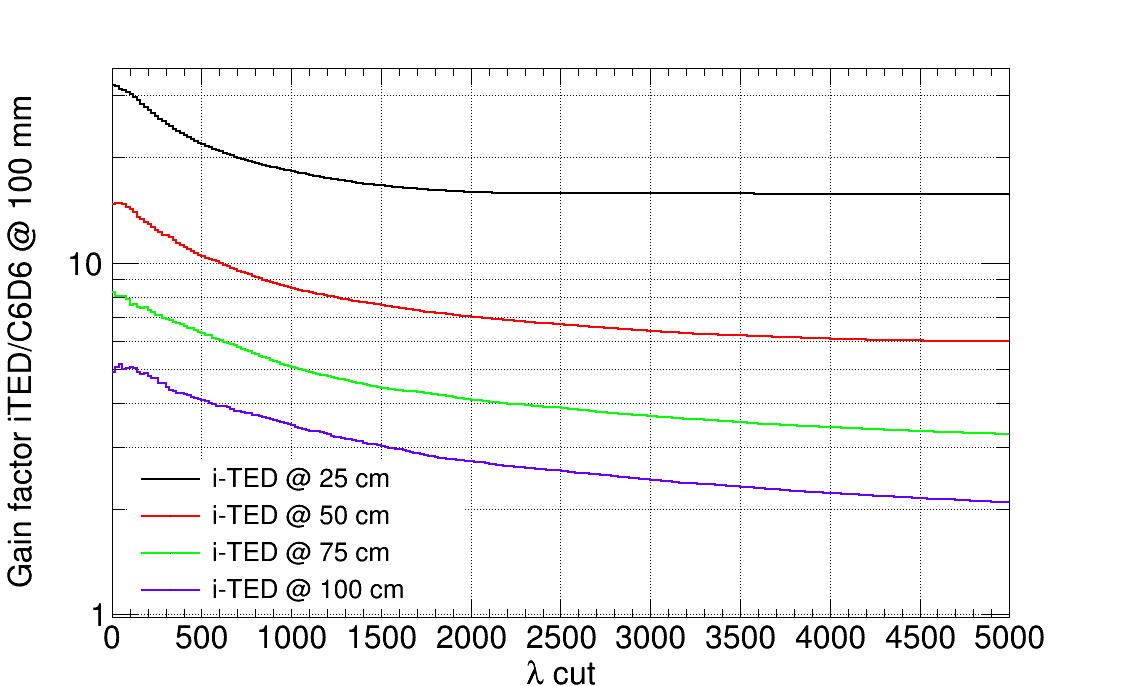 Gain factor iTED/C6D6 @ 100 mm
10
1
i-TED @ 25 cm
i-TED @ 50 cm
i-TED @ 75 cm
i-TED @ 100 cm
0 500 1000 1500 2000 2500 3000 3500 4000 4500 5000
λ cut